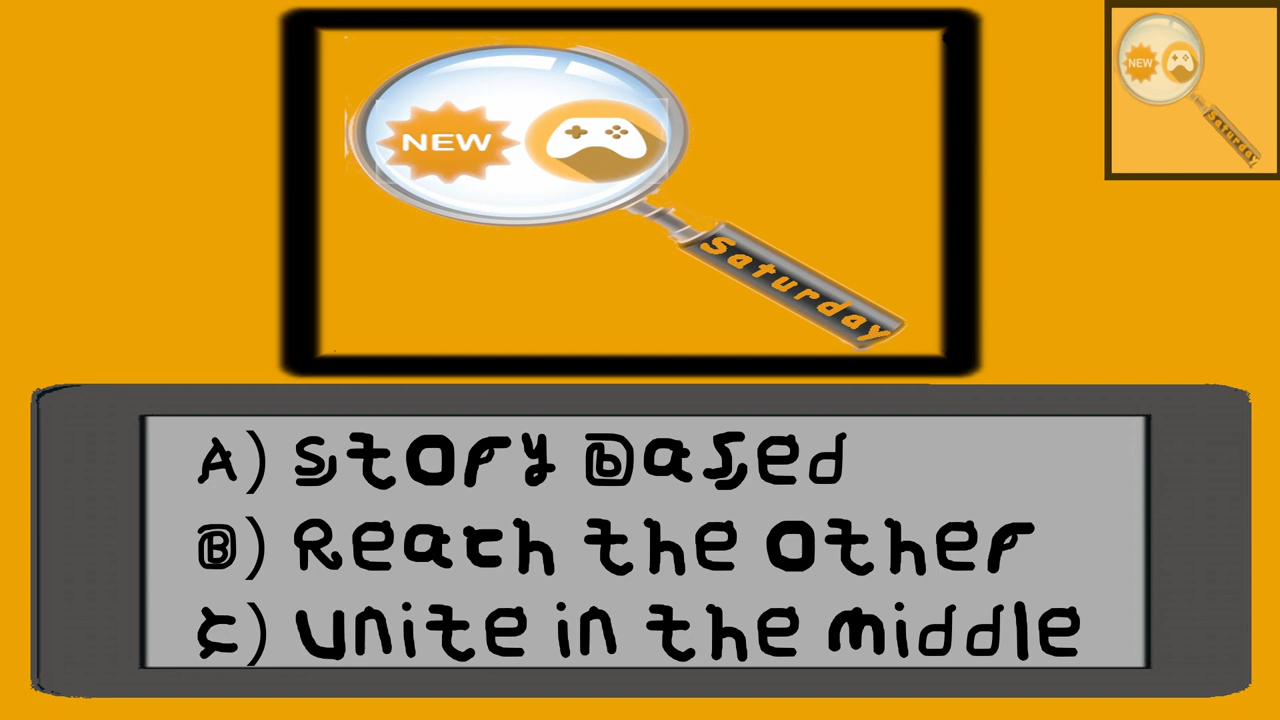 NEW
Saturday
NEW
Saturday
A) Story Based
B) Reach the Other
C) Unite in the middle